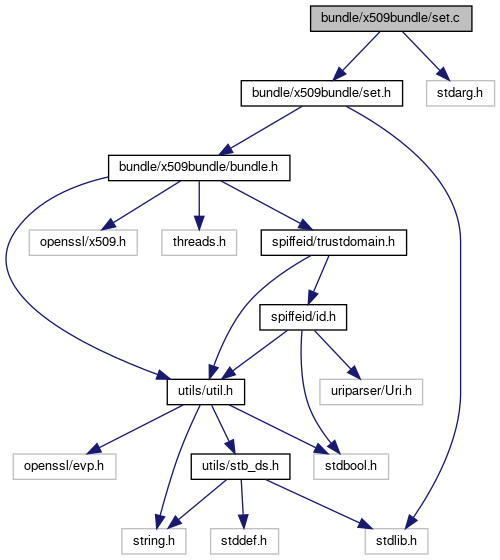 bundle/x509bundle/set.c
bundle/x509bundle/set.h
stdarg.h
bundle/x509bundle/bundle.h
openssl/x509.h
threads.h
spiffeid/trustdomain.h
spiffeid/id.h
utils/util.h
uriparser/Uri.h
openssl/evp.h
utils/stb_ds.h
stdbool.h
string.h
stddef.h
stdlib.h